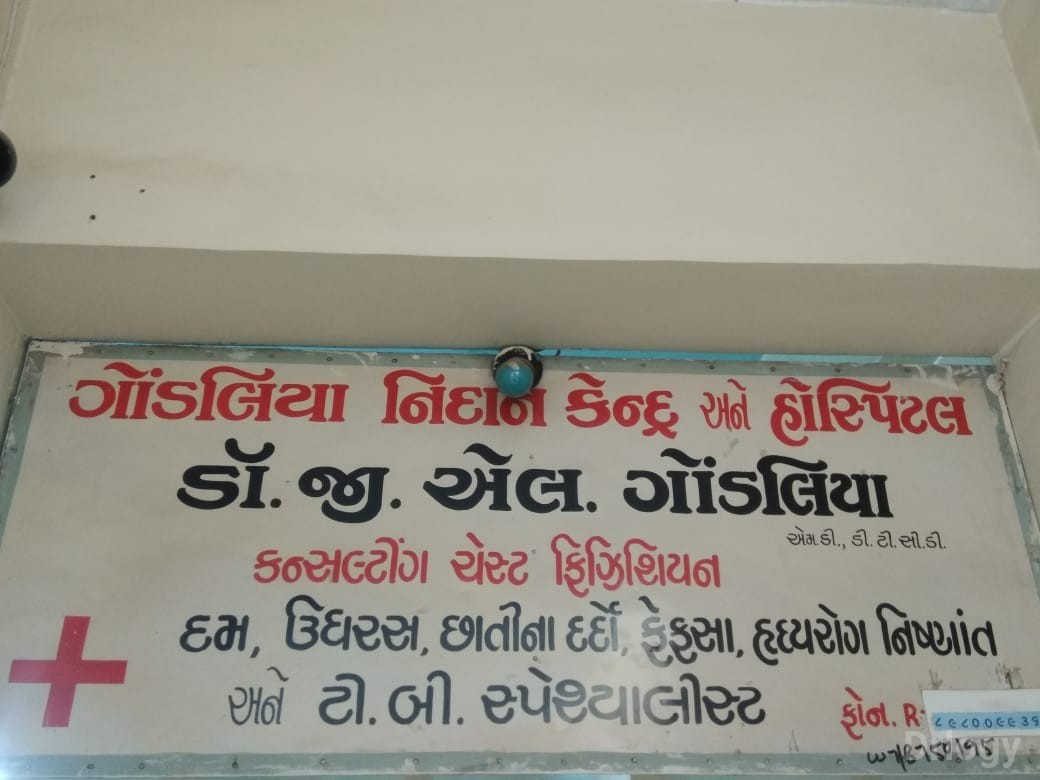 ગોંડલિયા નિદાન કેન્દ્ર અને હોસ્પિટલ
ડૉ. જી. એલ. ગોંડલિયા
એમ.ડી., ડી.ટી.સી.ડી.
કન્સલ્ટીંગ ચેસ્ટ ફિઝિશિયન
દમ, ઉધરસ, છાતીના દર્દો, ફેફસા, હૃદયરોગ નિષ્ણાંત
અને ટી. બી. સ્પેશ્યાલીસ્ટ
ફોન. R-